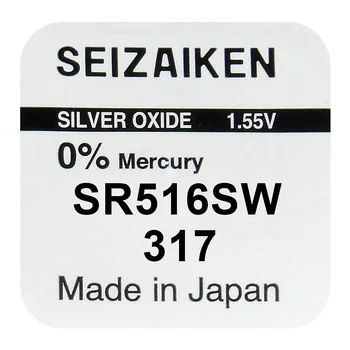 SEIZAIKEN
SILVER OXIDE 1.55V
0% Mercury
SR516SW
317
Made in Japan